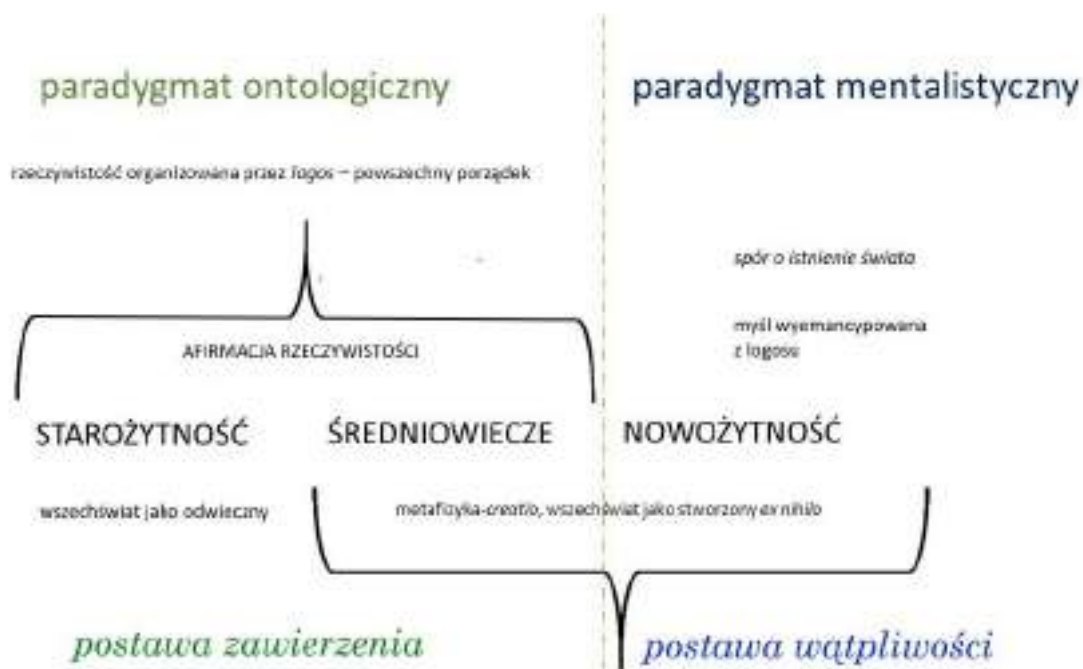 paradygmat ontologiczny
paradygmat mentalistyczny
rzeczywistość organizowana przez logos – powszechny porządek
spór o istnienie świata
myśl wyemancypowana
z logosu
AFIRMACJA RZECZYWISTOŚCI
STAROŻYTNOŚĆ
ŚREDNIOWIECZE
NOWOŻYTNOŚĆ
wszechświat jako odwieczny
metafizyka-creatio, wszechświat jako stworzony ex nihilo
postawa zawierzenia
postawa wątpliwości